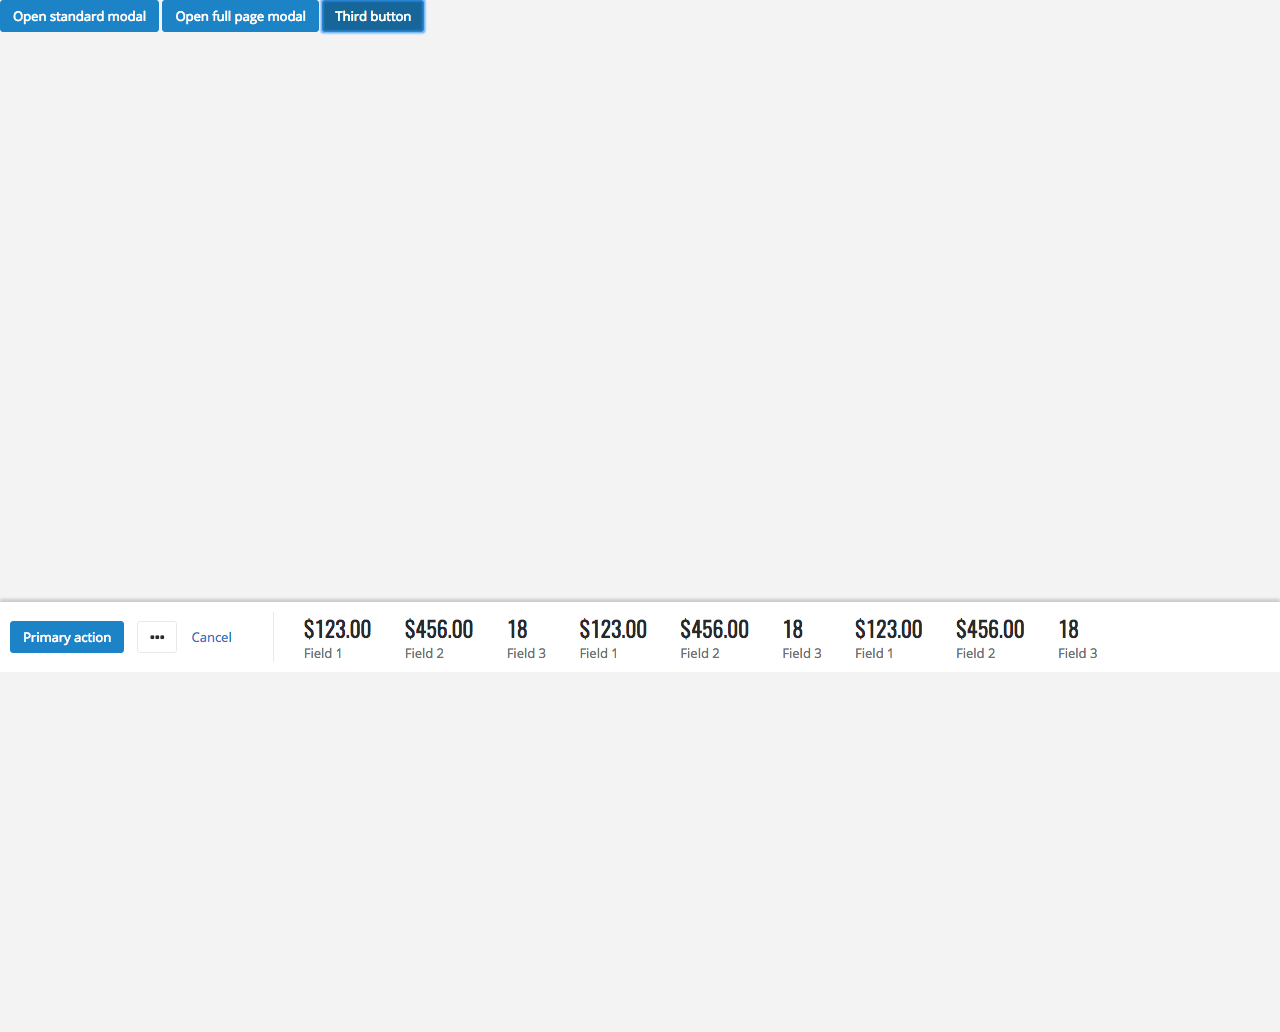 Open standard modal Open full page modal Third button
Primary action ••• Cancel
$123.00 $456.00 18 $123.00 $456.00 18 $123.00 $456.00 18
Field 1 Field 2 Field 3 Field 1 Field 2 Field 3 Field 1 Field 2 Field 3